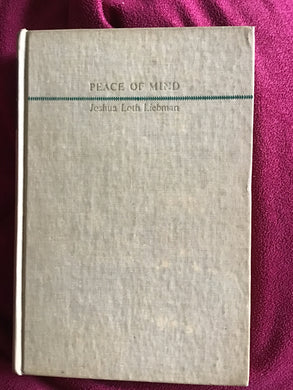 PEACE OF MIND
Joshua Loth Liebman